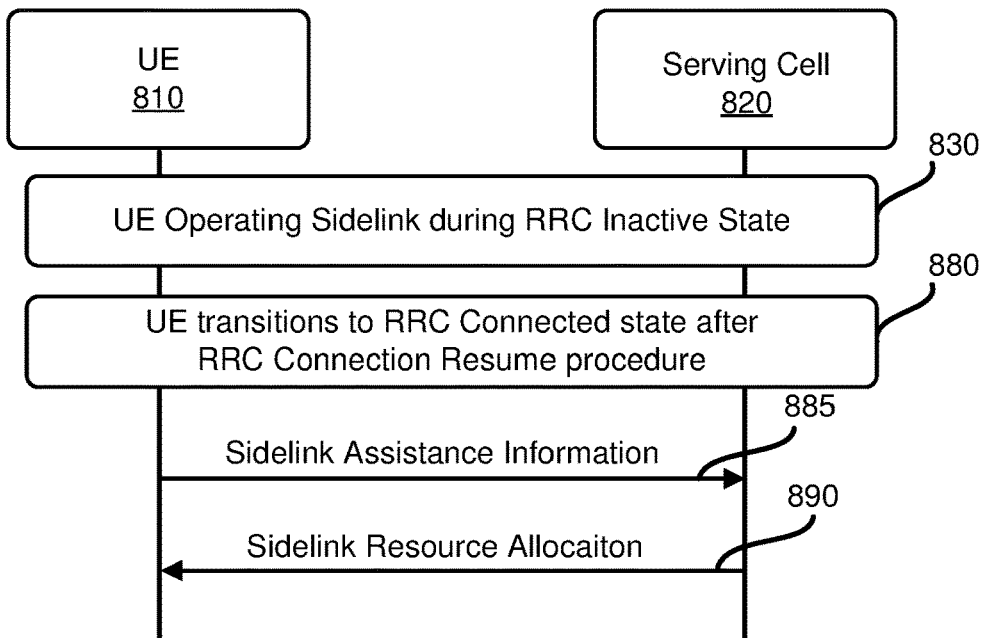 UE
810
Serving Cell
820
830
UE Operating Sidelink during RRC Inactive State
880
UE transitions to RRC Connected state after
RRC Connection Resume procedure
885
Sidelink Assistance Information
890
Sidelink Resource Allocaiton